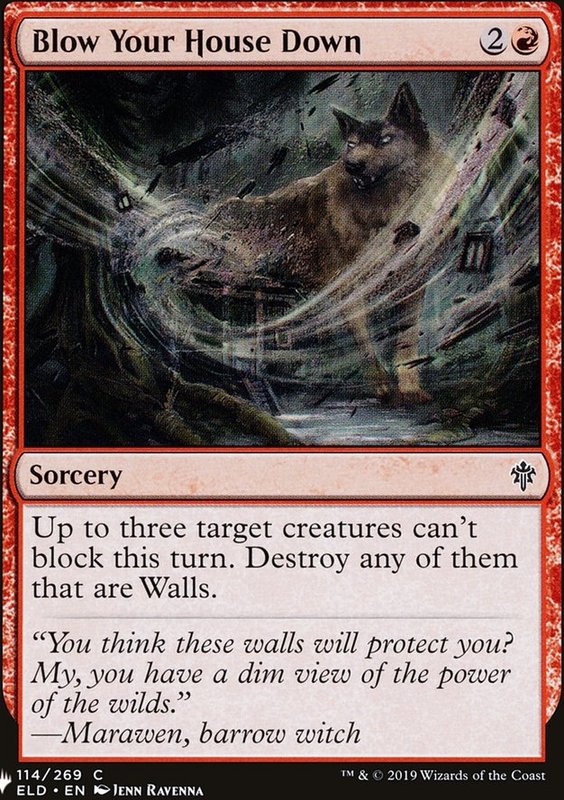 Blow Your House Down 2
Sorcery
Up to three target creatures can't
block this turn. Destroy any of them
that are Walls.
“You think these walls will protect you?
My, you have a dim view of the power
of the wilds.”
—Marawen, barrow witch
114/269 C
ELD • EN Jenn Ravenna
™ & © 2019 Wizards of the Coast